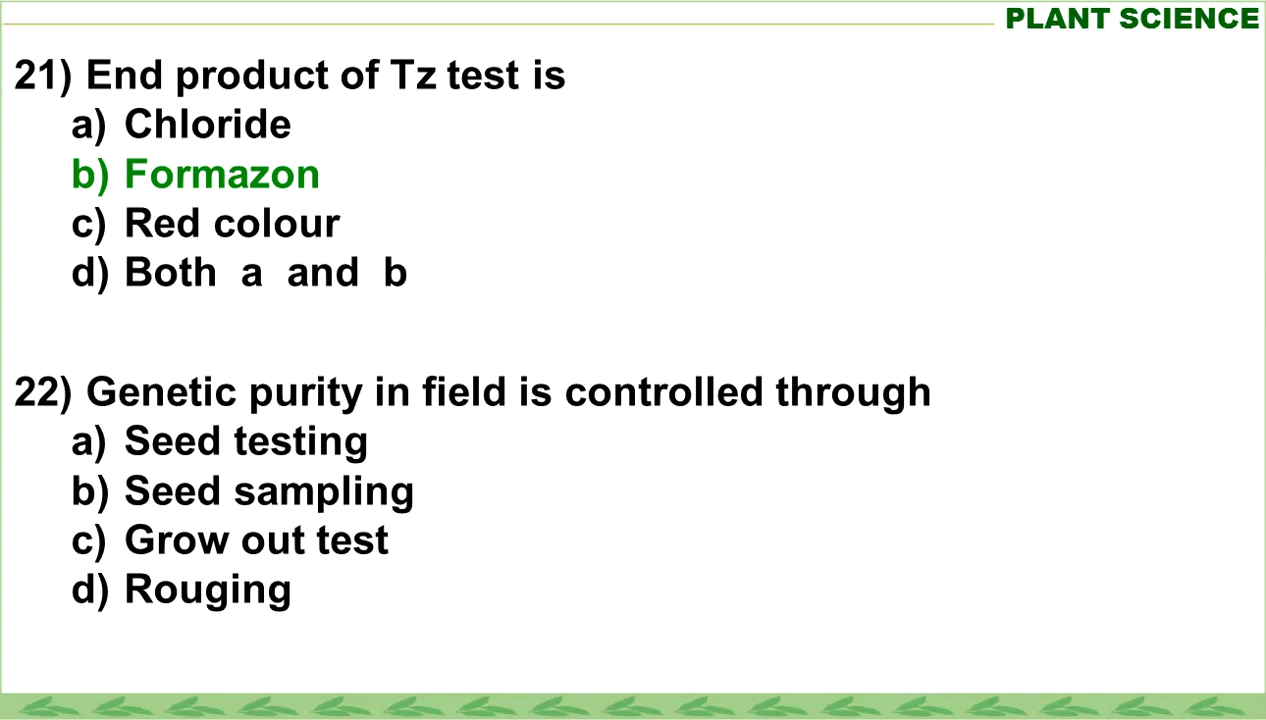 PLANT SCIENCE
21) End product of Tz test is
a) Chloride
b) Formazon
c) Red colour
d) Both a and b
22) Genetic purity in field is controlled through
a) Seed testing
b) Seed sampling
c) Grow out test
d) Rouging